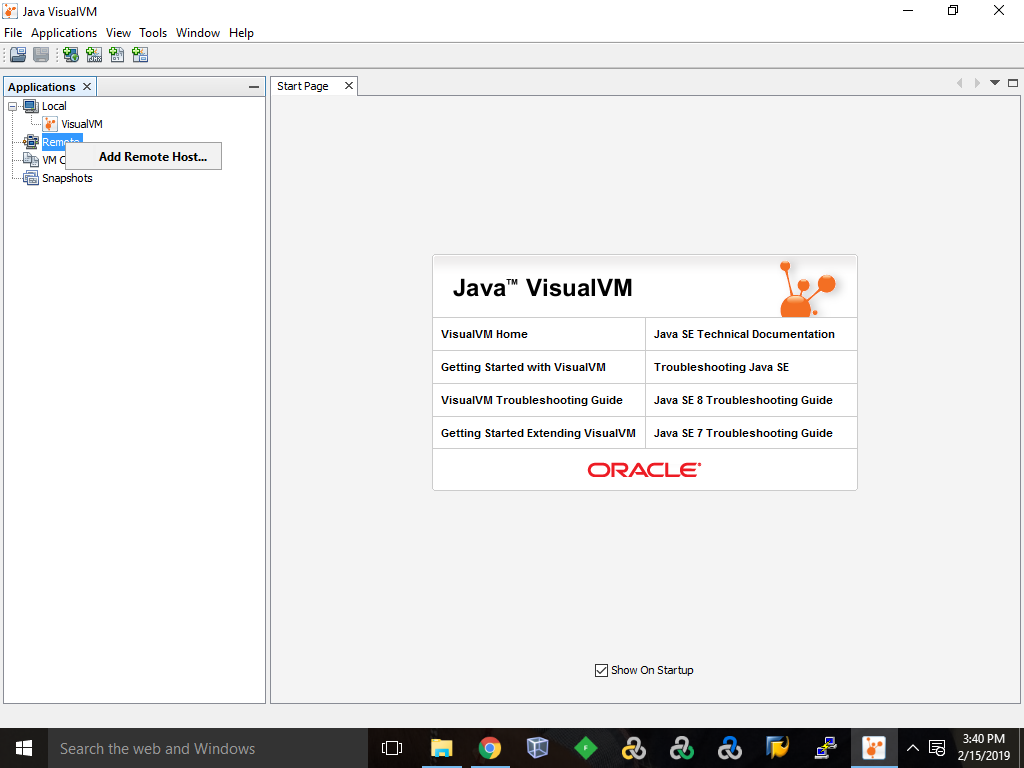 Java VisualVM
File Applications View Tools Window Help
Applications
Start Page
Local
VisualVM
Remote
Add Remote Host...
VM C
Snapshots
Java™ VisualVM
VisualVM Home
Java SE Technical Documentation
Getting Started with VisualVM
Troubleshooting Java SE
VisualVM Troubleshooting Guide
Java SE 8 Troubleshooting Guide
Getting Started Extending VisualVM
Java SE 7 Troubleshooting Guide
ORACLE
Show On Startup
Search the web and Windows
3:40 PM
2/15/2019